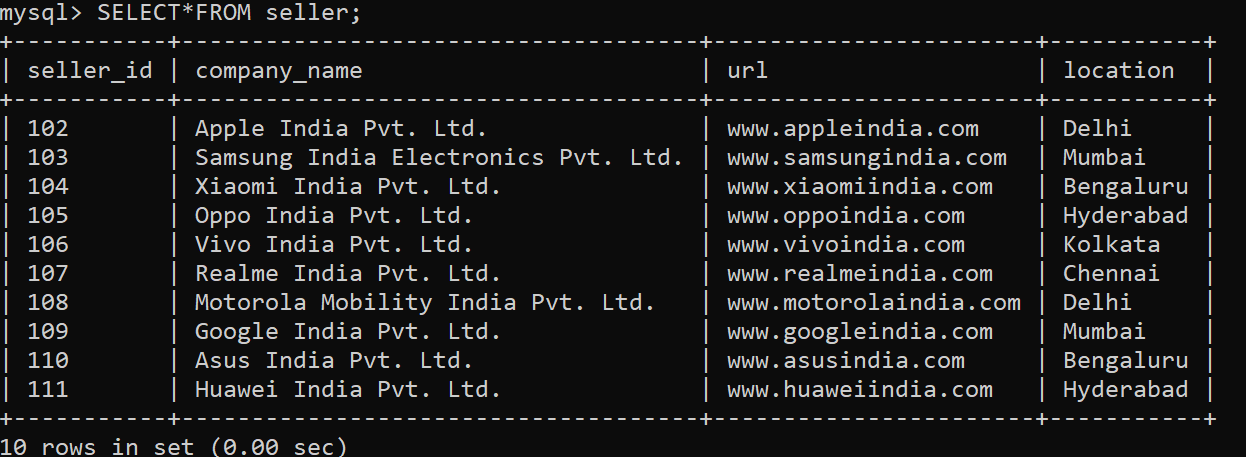 mysql> SELECT*FROM seller;
+-----------+-------------------------------------+-----------------------+-----------+
| seller_id | company_name                        | url                   | location  |
+-----------+-------------------------------------+-----------------------+-----------+
| 102       | Apple India Pvt. Ltd.               | www.appleindia.com    | Delhi     |
| 103       | Samsung India Electronics Pvt. Ltd. | www.samsungindia.com  | Mumbai    |
| 104       | Xiaomi India Pvt. Ltd.              | www.xiaomiindia.com   | Bengaluru |
| 105       | Oppo India Pvt. Ltd.                | www.oppoindia.com     | Hyderabad |
| 106       | Vivo India Pvt. Ltd.                | www.vivoindia.com     | Kolkata   |
| 107       | Realme India Pvt. Ltd.              | www.realmeindia.com   | Chennai   |
| 108       | Motorola Mobility India Pvt. Ltd.   | www.motorolaindia.com | Delhi     |
| 109       | Google India Pvt. Ltd.              | www.googleindia.com   | Mumbai    |
| 110       | Asus India Pvt. Ltd.                | www.asusindia.com     | Bengaluru |
| 111       | Huawei India Pvt. Ltd.              | www.huaweiindia.com   | Hyderabad |
+-----------+-------------------------------------+-----------------------+-----------+
10 rows in set (0.00 sec)